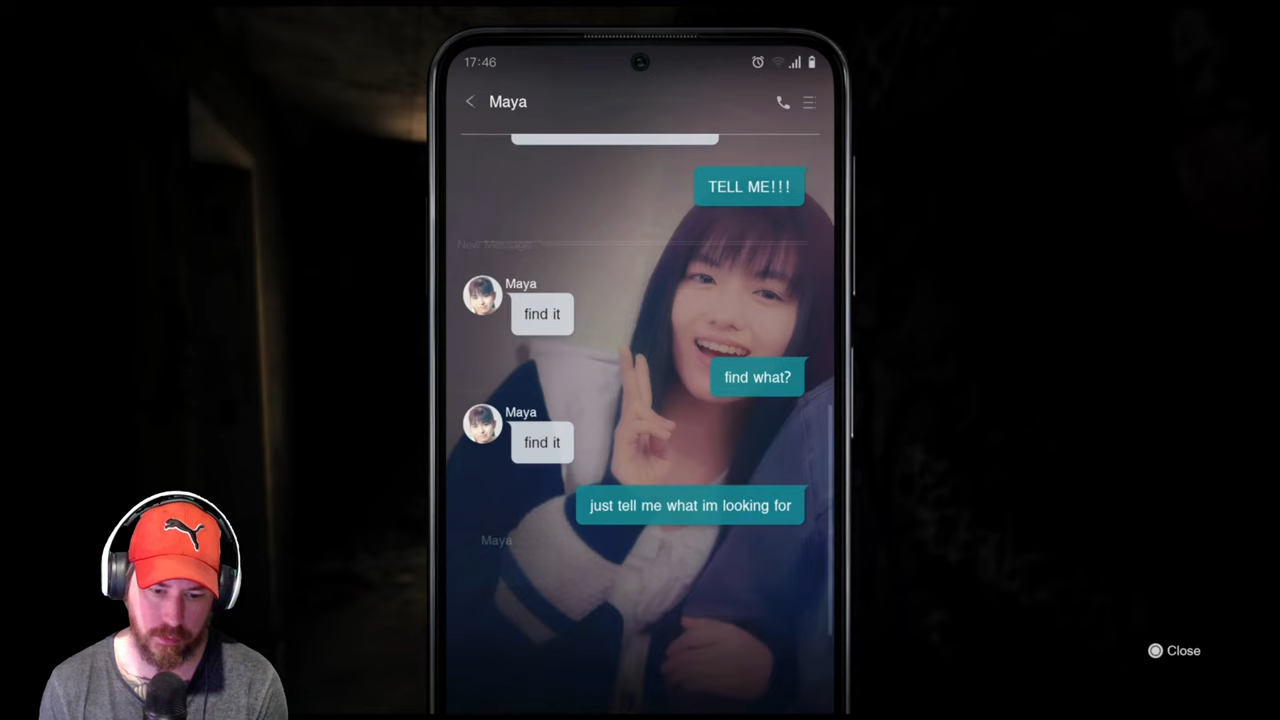 17:46
Maya
TELL ME!!!
New Message
Maya
find it
find what?
Maya
find it
just tell me what im looking for
Maya
Close